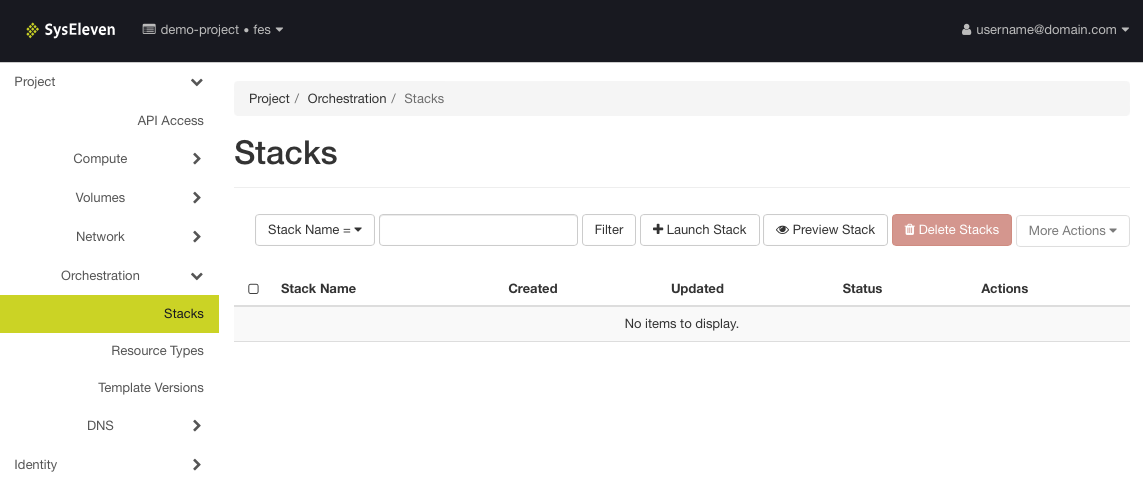 SysEleven demo-project • fes username@domain.com
Project
API Access
Compute
Volumes
Network
Orchestration
Stacks
Resource Types
Template Versions
DNS
Identity
Project / Orchestration / Stacks
Stacks
Stack Name = Filter Launch Stack Preview Stack Delete Stacks More Actions
Stack Name Created Updated Status Actions
No items to display.